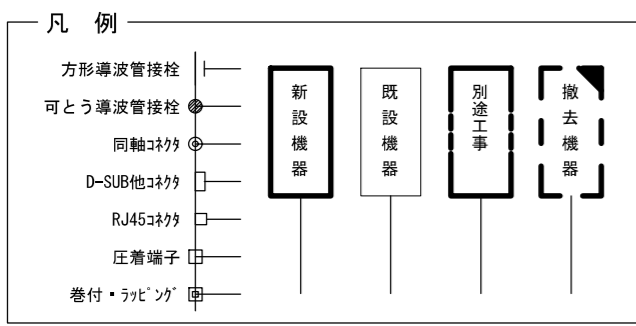 凡例
方形導波管接栓
可とう導波管接栓
同軸ｺﾈｸﾀ
D-SUB他ｺﾈｸﾀ
RJ45ｺﾈｸﾀ
圧着端子
巻付・ﾗｯﾋﾟﾝｸﾞ
新設機器
既設機器
別途工事
撤去機器